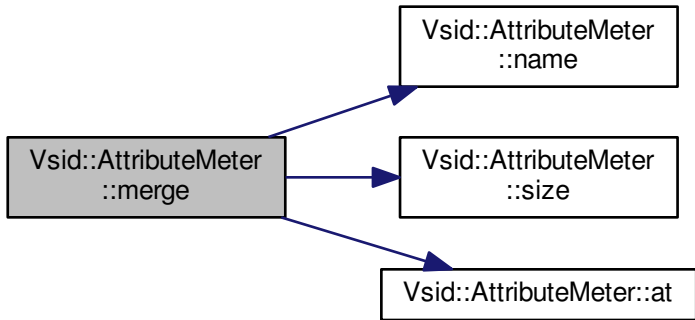 Vsid::AttributeMeter
::name
Vsid::AttributeMeter
::merge
Vsid::AttributeMeter
::size
Vsid::AttributeMeter::at